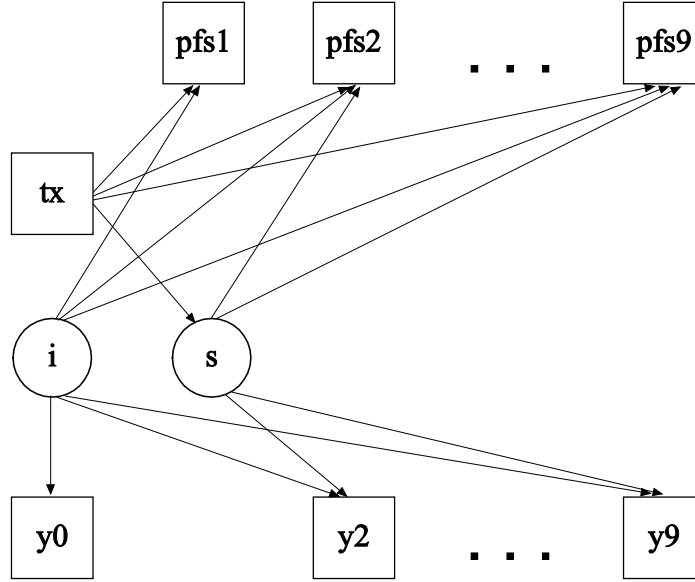 pfs1 pfs2 . . . pfs9
tx
i s
y0 y2 . . . y9